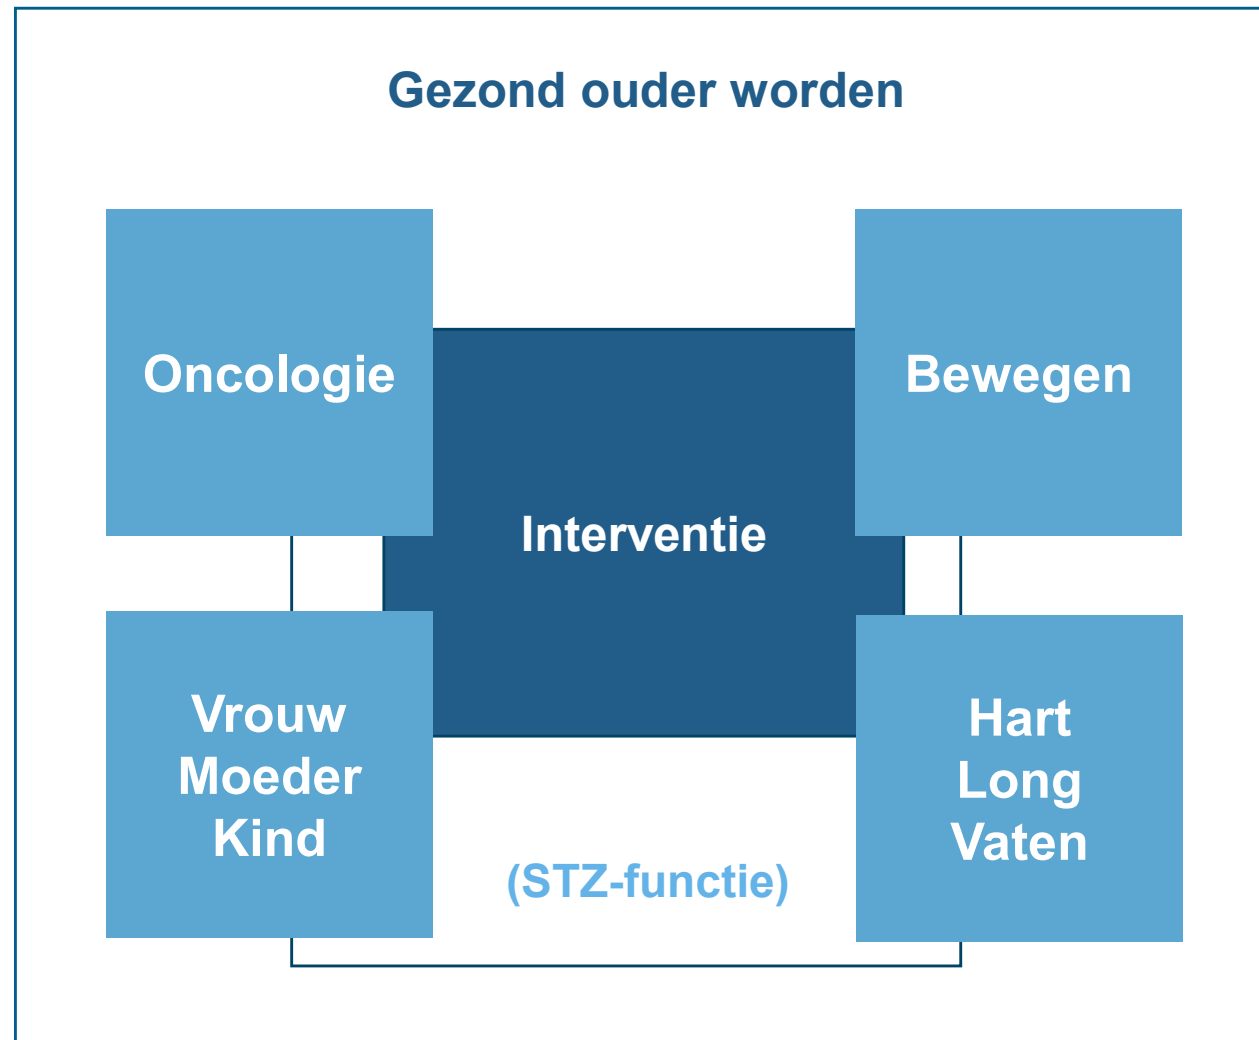 Gezond ouder worden
Oncologie
Bewegen
Interventie
Vrouw
Moeder
Kind
Hart
Long
Vaten
(STZ-functie)